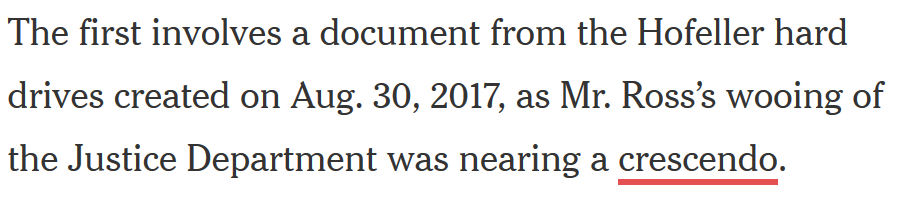 The first involves a document from the Hofeller hard
drives created on Aug. 30, 2017, as Mr. Ross’s wooing of
the Justice Department was nearing a crescendo.